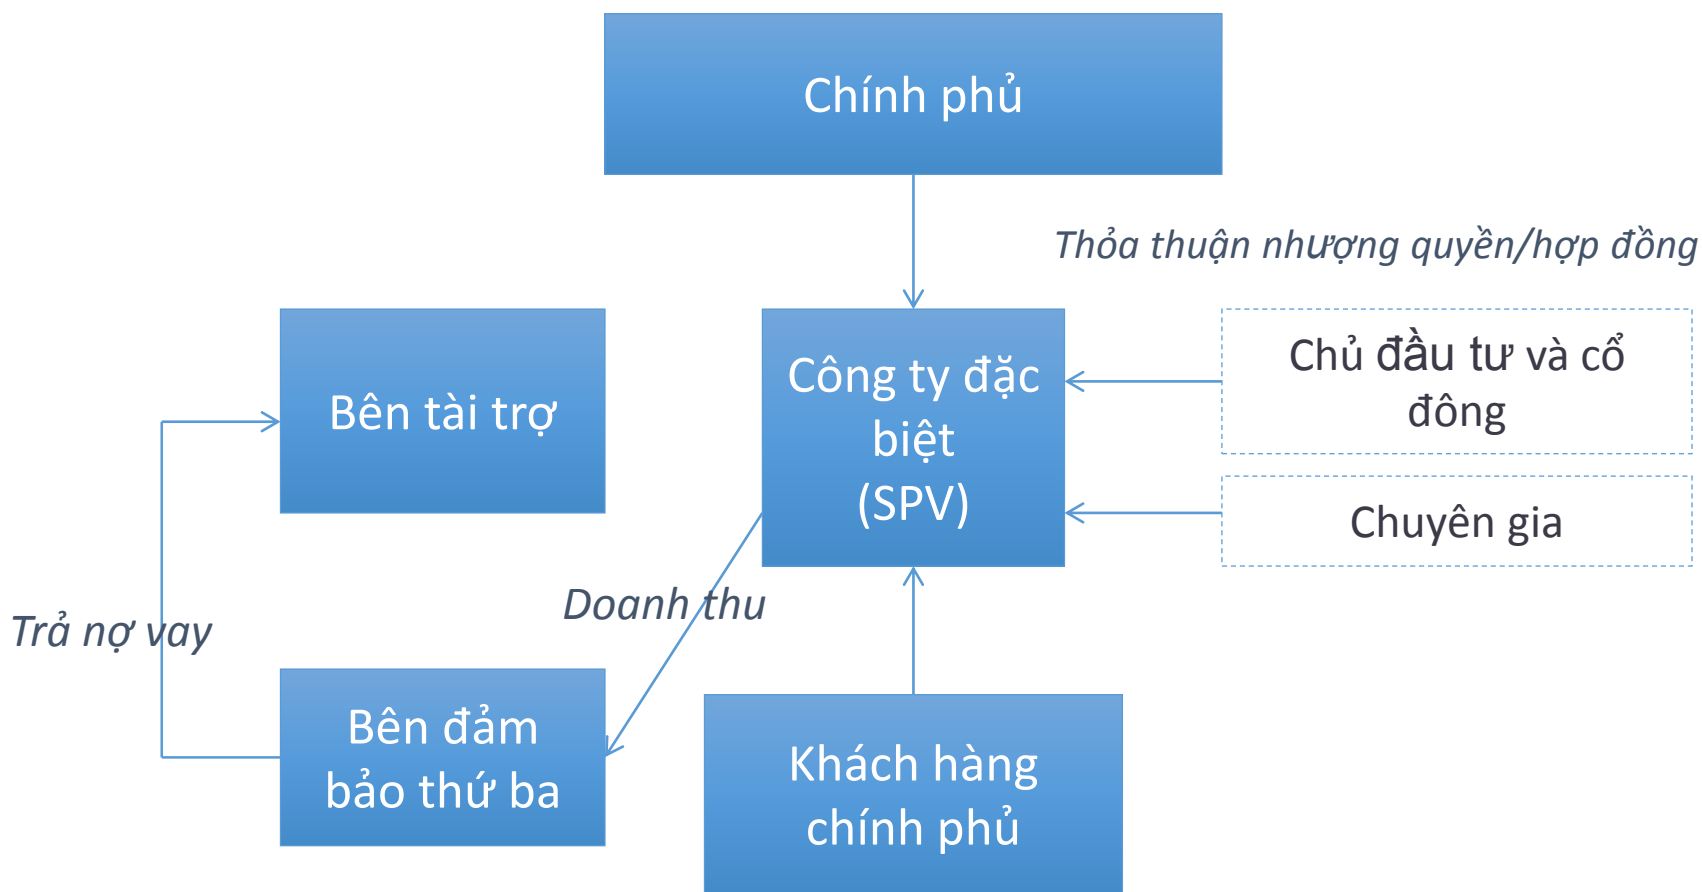 Chính phủ
Thỏa thuận nhượng quyền/hợp đồng
Bên tài trợ
Công ty đặc
biệt
(SPV)
Chủ đầu tư và cổ
đông
Chuyên gia
Doanh thu
Trả nợ vay
Bên đảm
bảo thứ ba
Khách hàng
chính phủ